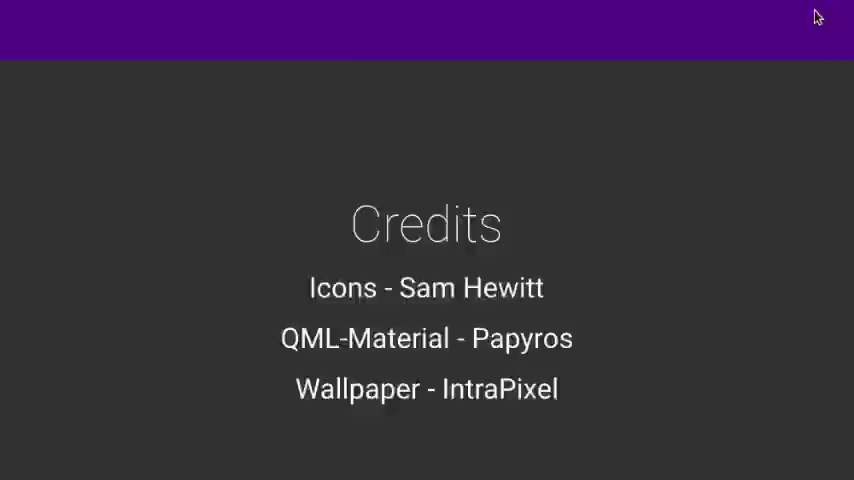 Credits
Icons - Sam Hewitt
QML-Material - Papyros
Wallpaper - IntraPixel